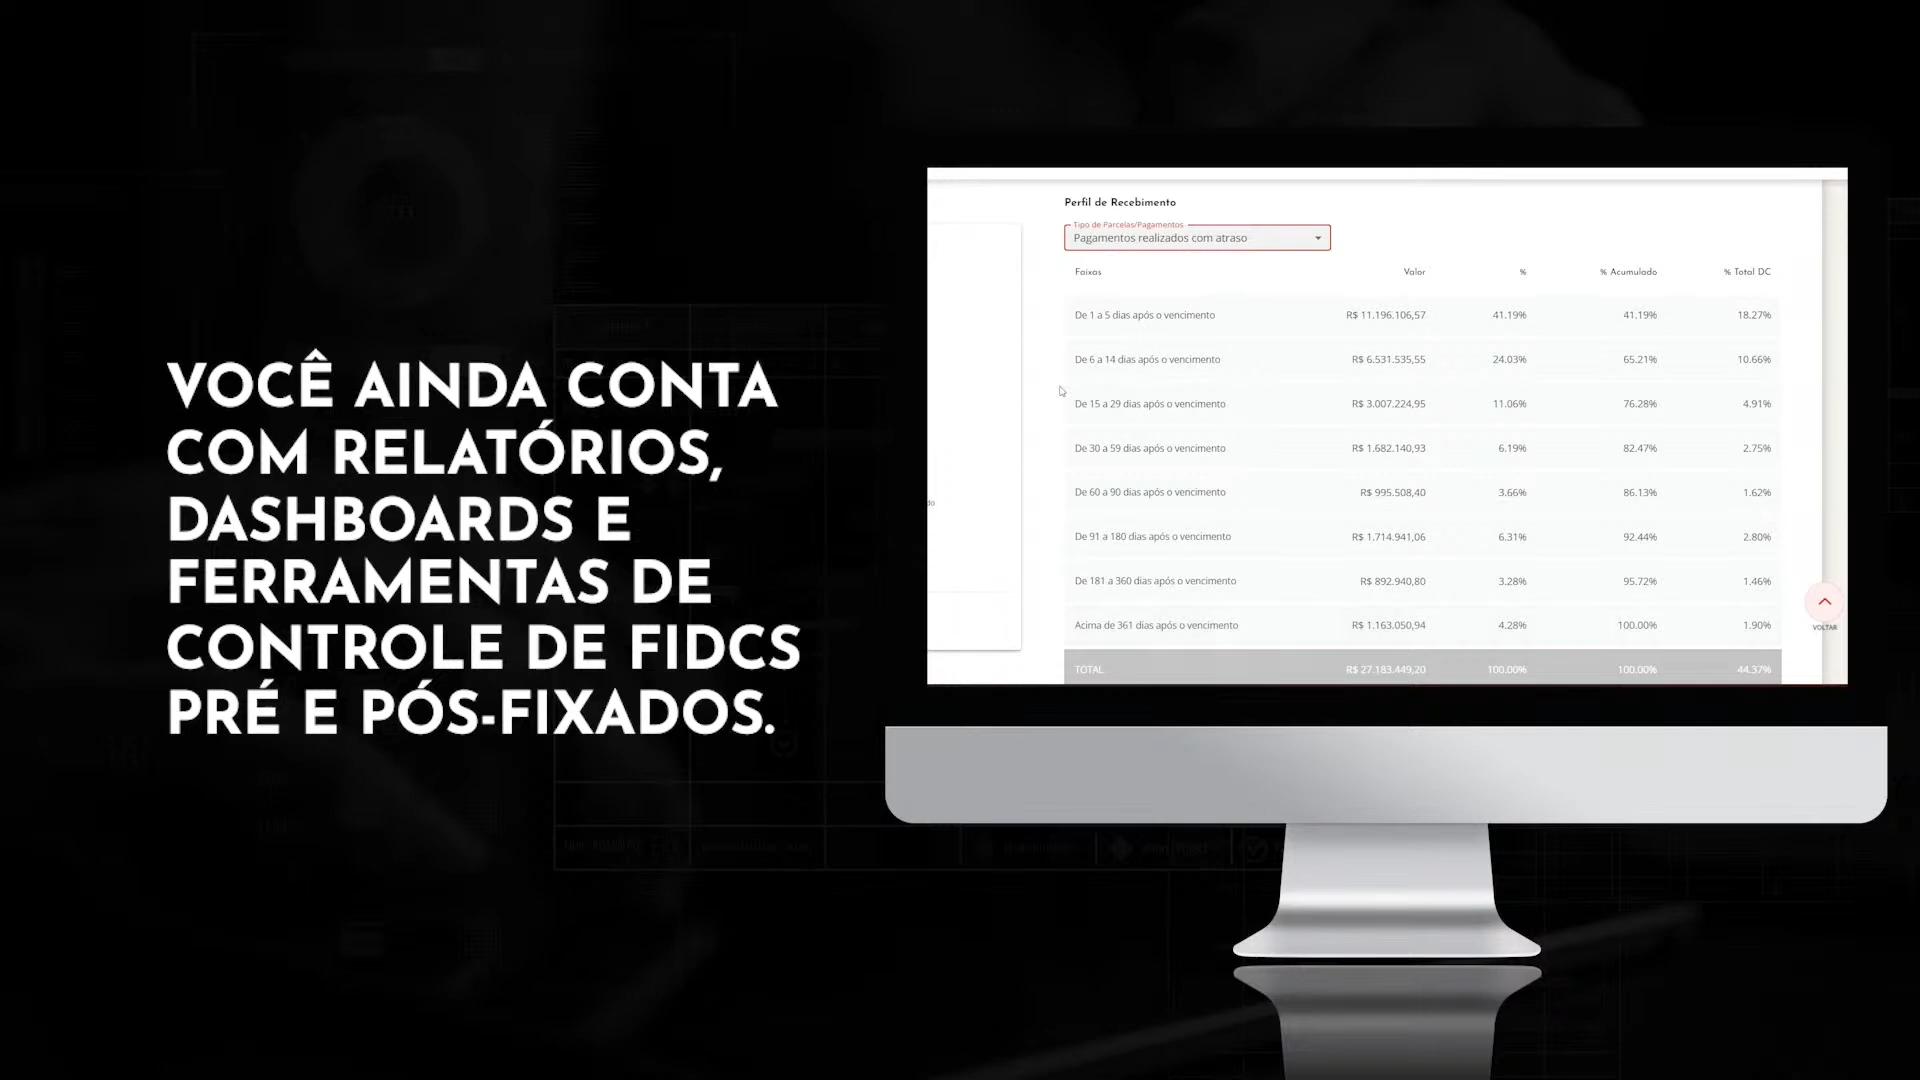 VOCÊ AINDA CONTA
COM RELATÓRIOS,
DASHBOARDS E
FERRAMENTAS DE
CONTROLE DE FIDCS
PRÉ E PÓS-FIXADOS.
Perfil de Recebimento
Tipo de Parcelas/Pagamentos
Pagamentos realizados com atraso
Faixas Valor % % Acumulado % Total DC
De 1 a 5 dias após o vencimento R$ 11.196.106,57 41.19% 41.19% 18.27%
De 6 a 14 dias após o vencimento R$ 6.531.535,55 24.03% 65.21% 10.66%
De 15 a 29 dias após o vencimento R$ 3.007.224,95 11.06% 76.28% 4.91%
De 30 a 59 dias após o vencimento R$ 1.682.140,93 6.19% 82.47% 2.75%
De 60 a 90 dias após o vencimento R$ 995.508,40 3.66% 86.13% 1.62%
De 91 a 180 dias após o vencimento R$ 1.714.941,06 6.31% 92.44% 2.80%
De 181 a 360 dias após o vencimento R$ 892.940,80 3.28% 95.72% 1.46%
Acima de 361 dias após o vencimento R$ 1.163.050,94 4.28% 100.00% 1.90%
TOTAL R$ 27.183.449,20 100.00% 100.00% 44.37%
VOLTAR